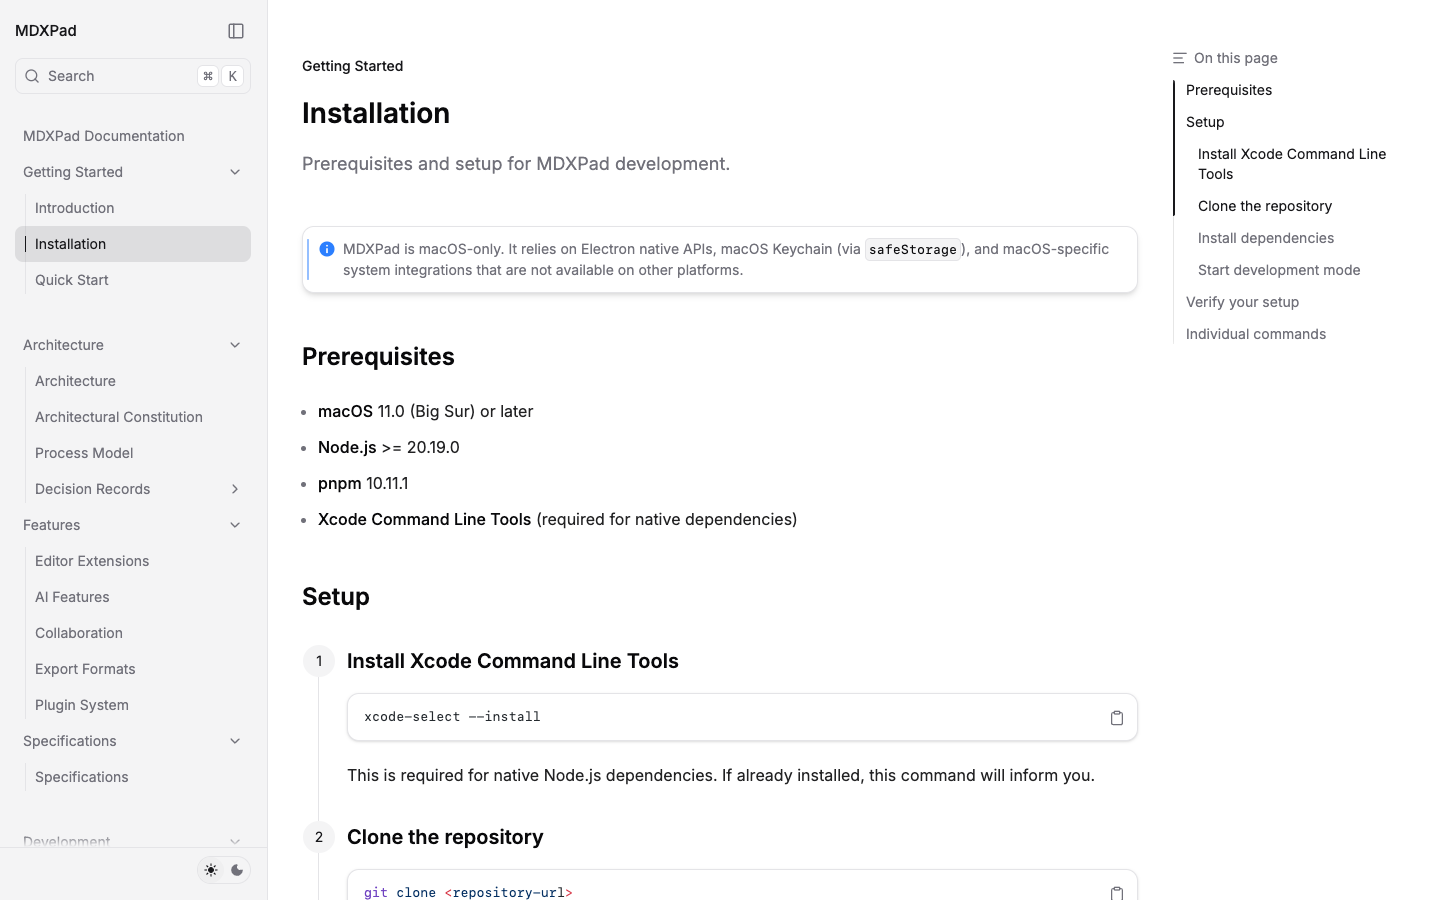 MDXPad
Search
⌘ K
MDXPad Documentation
Getting Started
Introduction
Installation
Quick Start
Architecture
Architecture
Architectural Constitution
Process Model
Decision Records
Features
Editor Extensions
AI Features
Collaboration
Export Formats
Plugin System
Specifications
Specifications
Development
Getting Started
Installation
Prerequisites and setup for MDXPad development.
MDXPad is macOS-only. It relies on Electron native APIs, macOS Keychain (via safeStorage), and macOS-specific
system integrations that are not available on other platforms.
Prerequisites
macOS 11.0 (Big Sur) or later
Node.js >= 20.19.0
pnpm 10.11.1
Xcode Command Line Tools (required for native dependencies)
Setup
1
Install Xcode Command Line Tools
xcode-select --install
This is required for native Node.js dependencies. If already installed, this command will inform you.
2
Clone the repository
git clone <repository-url>
On this page
Prerequisites
Setup
Install Xcode Command Line
Tools
Clone the repository
Install dependencies
Start development mode
Verify your setup
Individual commands